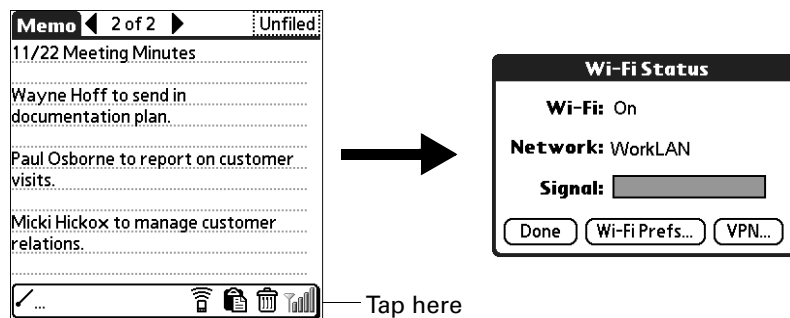 Memo 2 of 2 Unfiled
11/22 Meeting Minutes
Wayne Hoff to send in
documentation plan.
Paul Osborne to report on customer
visits.
Micki Hickox to manage customer
relations.
...
Tap here
Wi-Fi Status
Wi-Fi: On
Network: WorkLAN
Signal:
Done Wi-Fi Prefs... VPN...